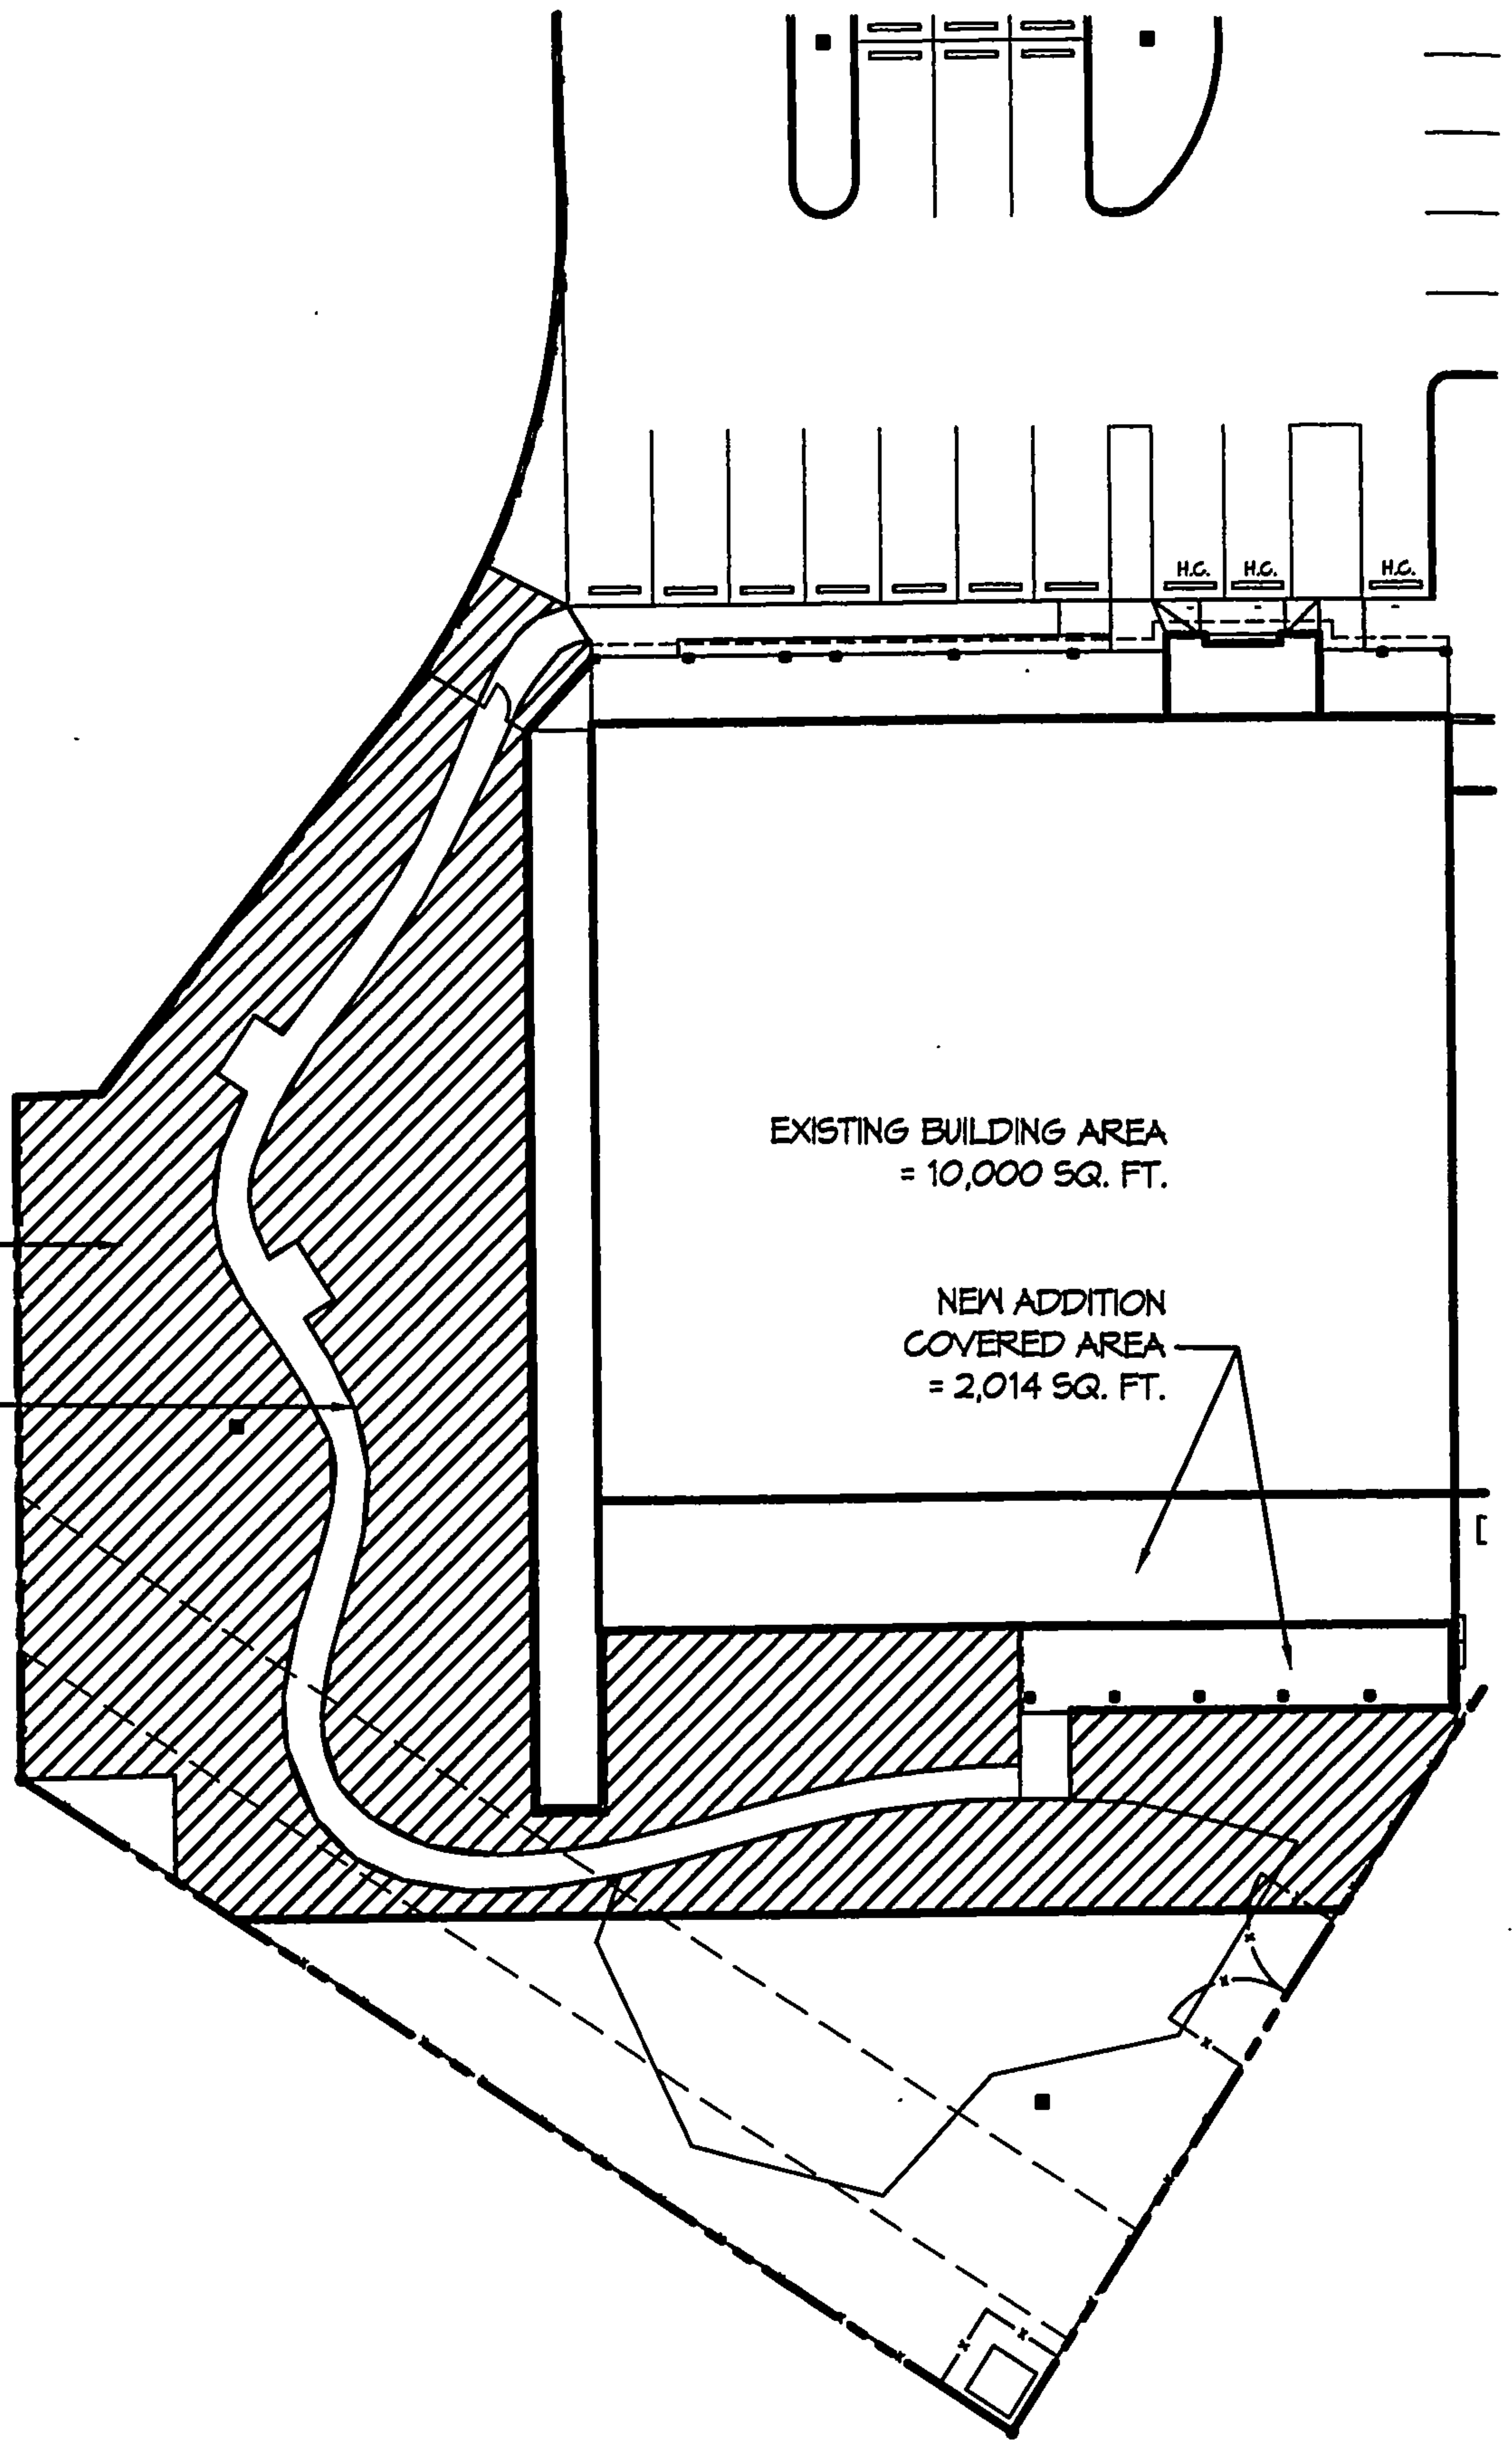 H.C.
H.C.
H.C.
EXISTING BUILDING AREA
= 10,000 SQ. FT.
NEW ADDITION
COVERED AREA
= 2,014 SQ. FT.